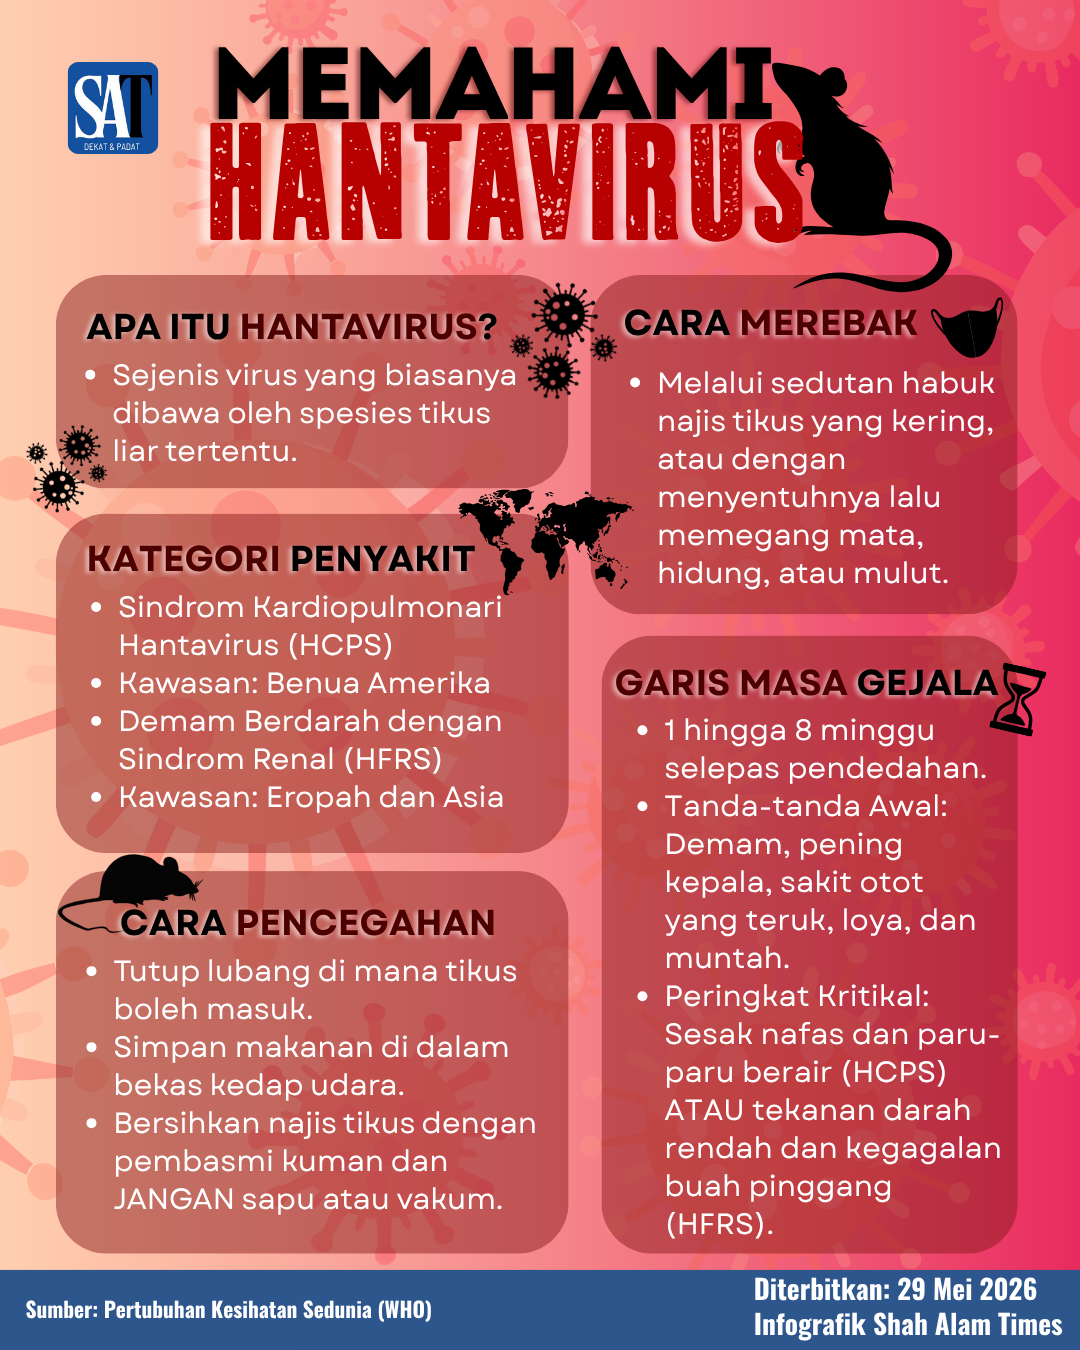 SAT
DEKAT & PADAT
MEMAHAMI
HANTAVIRUS
APA ITU HANTAVIRUS?
• Sejenis virus yang biasanya
dibawa oleh spesies tikus
liar tertentu.
KATEGORI PENYAKIT
• Sindrom Kardiopulmonari
Hantavirus (HCPS)
• Kawasan: Benua Amerika
• Demam Berdarah dengan
Sindrom Renal (HFRS)
• Kawasan: Eropah dan Asia
CARA PENCEGAHAN
• Tutup lubang di mana tikus
boleh masuk.
• Simpan makanan di dalam
bekas kedap udara.
• Bersihkan najis tikus dengan
pembasmi kuman dan
JANGAN sapu atau vakum.
CARA MEREBAK
• Melalui sedutan habuk
najis tikus yang kering,
atau dengan
menyentuhnya lalu
memegang mata,
hidung, atau mulut.
GARIS MASA GEJALA
• 1 hingga 8 minggu
selepas pendedahan.
• Tanda-tanda Awal:
Demam, pening
kepala, sakit otot
yang teruk, loya, dan
muntah.
• Peringkat Kritikal:
Sesak nafas dan paru-
paru berair (HCPS)
ATAU tekanan darah
rendah dan kegagalan
buah pinggang
(HFRS).
Sumber: Pertubuhan Kesihatan Sedunia (WHO)
Diterbitkan: 29 Mei 2026
Infografik Shah Alam Times